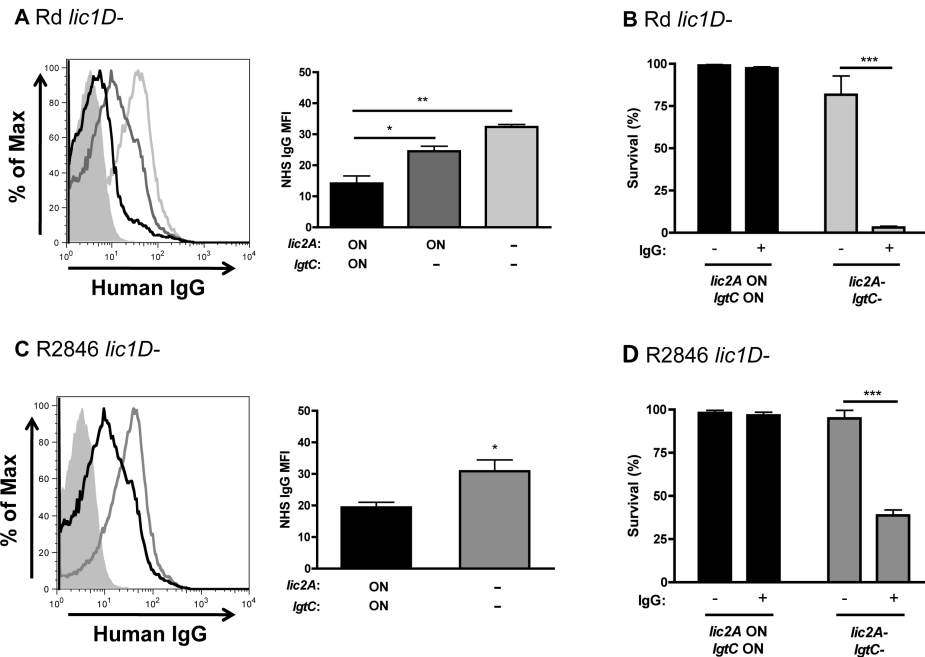 A Rd lic1D-
% of Max
100
80
60
40
20
0
10^0 10^1 10^2 10^3 10^4
Human IgG
NHS IgG MFI
50
40
30
20
10
0
*
**
lic2A: ON ON –
lgtC: ON – –
B Rd lic1D-
Survival (%)
100
75
50
25
0
***
IgG: - + - +
lic2A ON
lgtC ON
lic2A-
lgtC-
C R2846 lic1D-
% of Max
100
80
60
40
20
0
10^0 10^1 10^2 10^3 10^4
Human IgG
NHS IgG MFI
50
40
30
20
10
0
*
lic2A: ON –
lgtC: ON –
D R2846 lic1D-
Survival (%)
100
75
50
25
0
***
IgG: - + - +
lic2A ON
lgtC ON
lic2A-
lgtC-